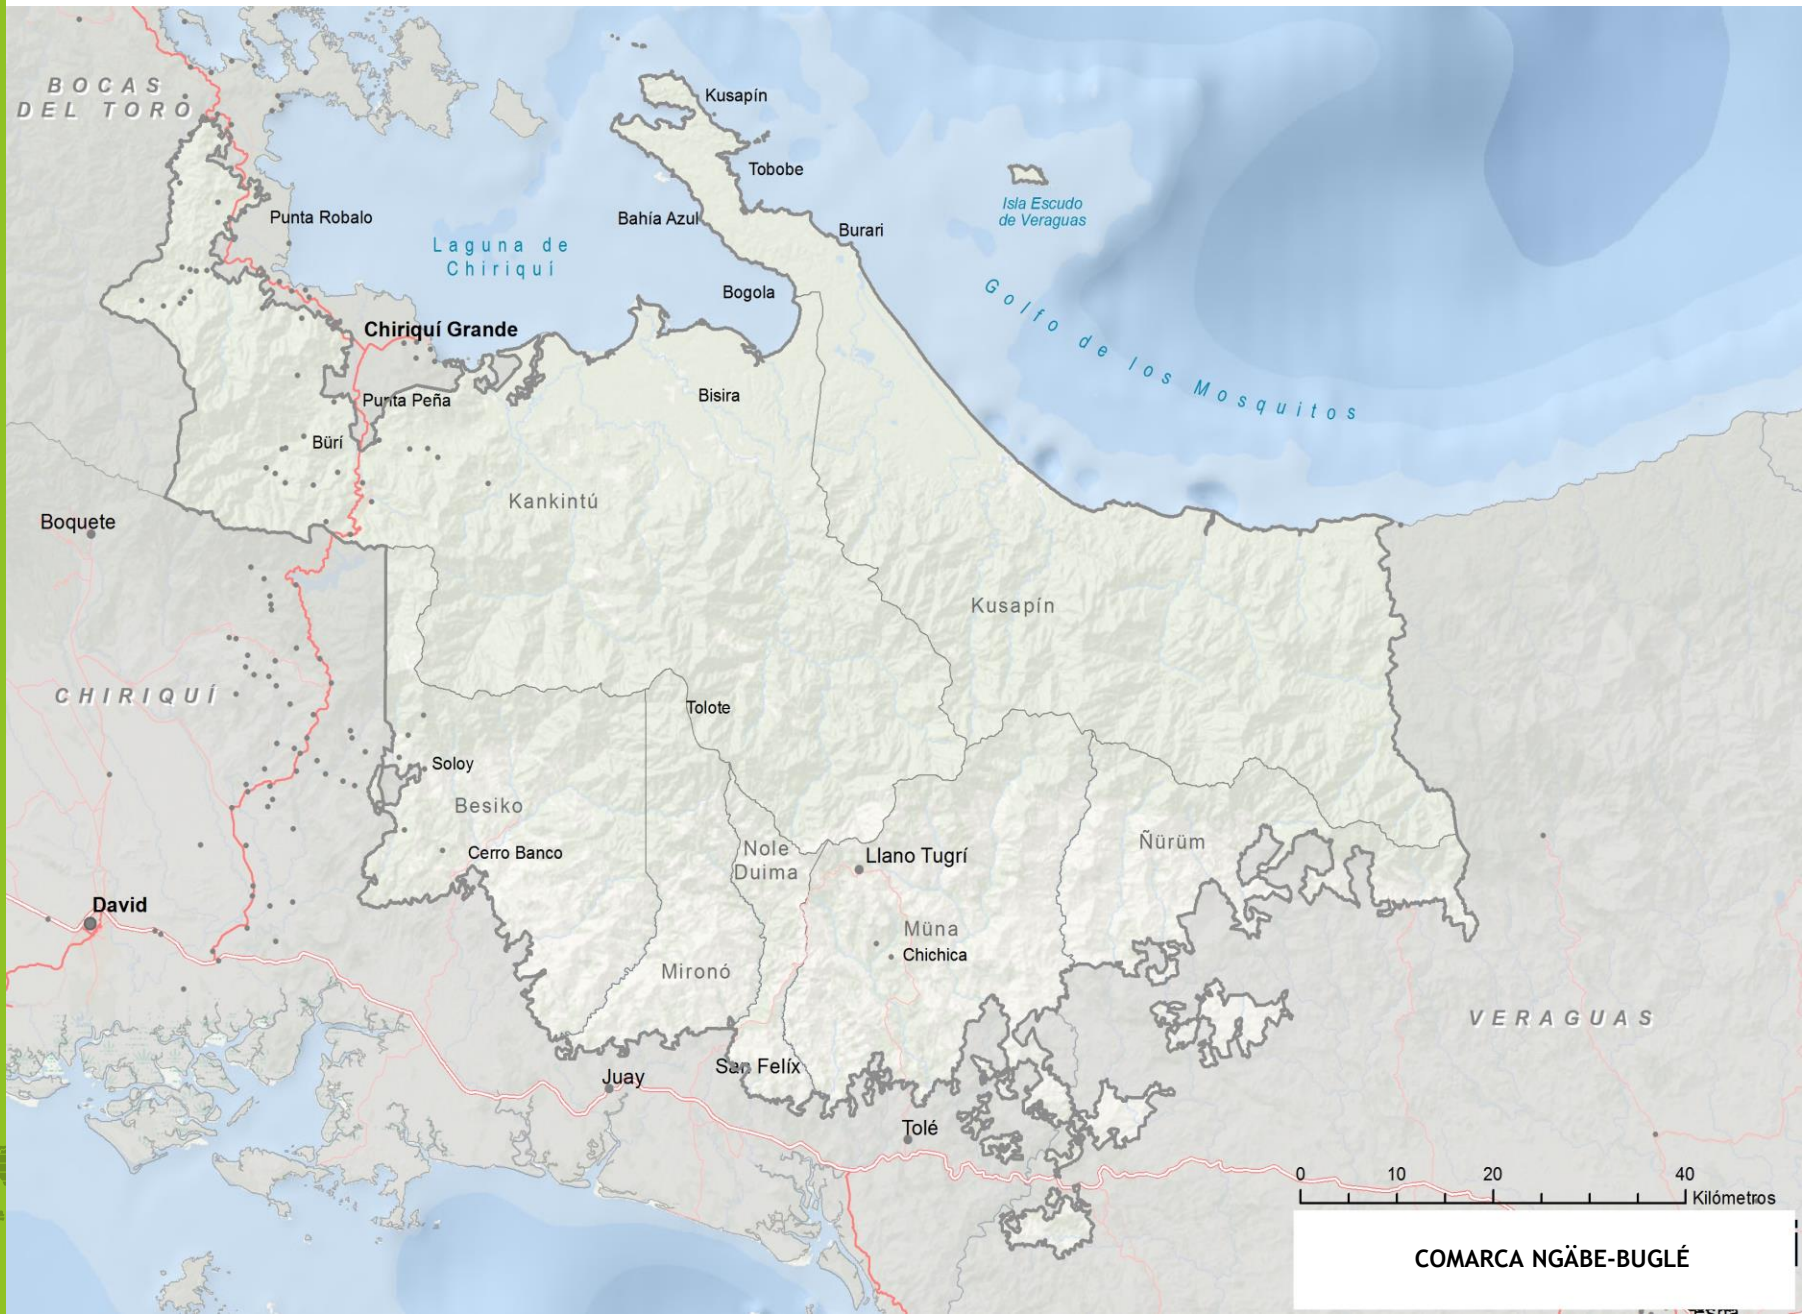 BOCAS
DEL TORO
Kusapín
Tobobe
Isla Escudo
de Veraguas
Punta Robalo
Bahía Azul
Burari
Laguna de
Chiriquí
Bogola
Golfo de los Mosquitos
Chiriquí Grande
Punta Peña
Bisira
Bürí
Kankintú
Boquete
Kusapín
CHIRIQUÍ
Tolote
Soloy
Besiko
Cerro Banco
Nole
Duima
Llano Tugrí
Ñürüm
David
Müna
Chichica
Mironó
VERAGUAS
San Felíx
Juay
Tolé
0 10 20 40
Kilómetros
COMARCA NGÄBE-BUGLÉ